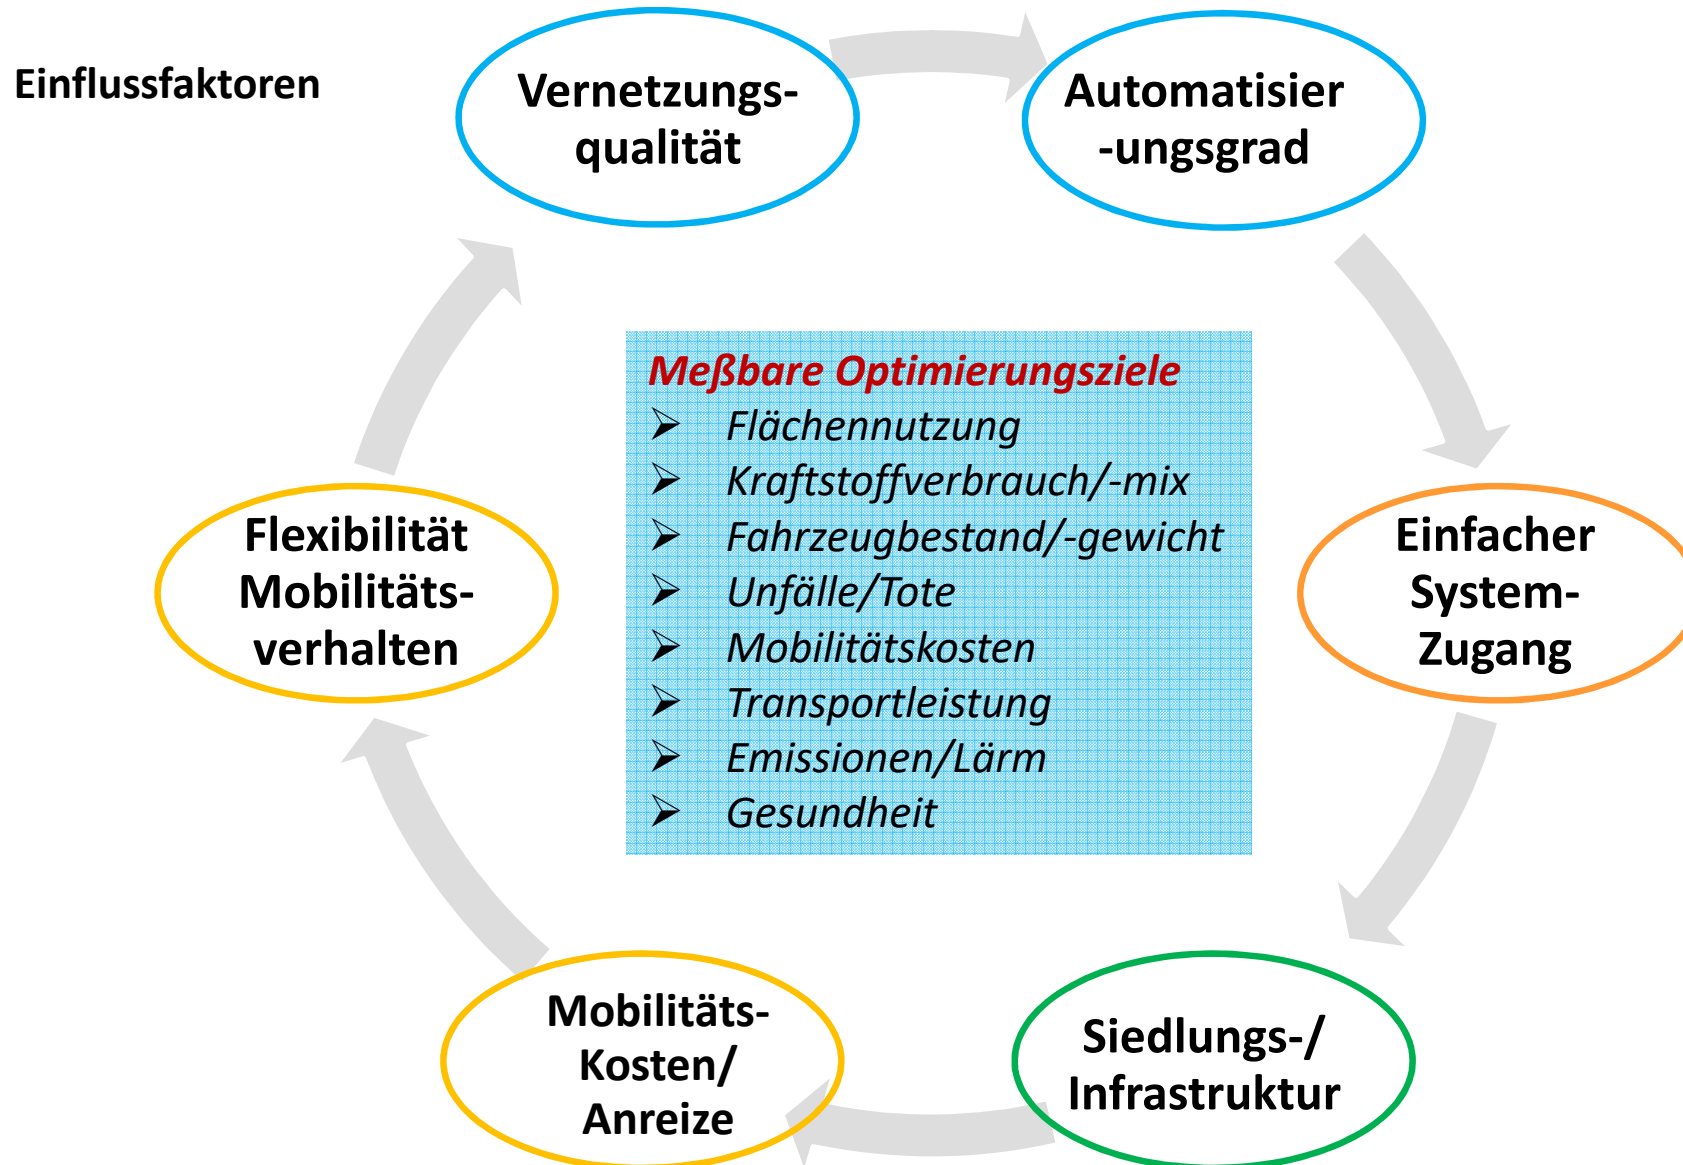 Einflussfaktoren
Vernetzungs-
qualität
Automatisier
-ungsgrad
Meßbare Optimierungsziele
➢ Flächennutzung
➢ Kraftstoffverbrauch/-mix
➢ Fahrzeugbestand/-gewicht
➢ Unfälle/Tote
➢ Mobilitätskosten
➢ Transportleistung
➢ Emissionen/Lärm
➢ Gesundheit
Flexibilität
Mobilitäts-
verhalten
Einfacher
System-
Zugang
Mobilitäts-
Kosten/
Anreize
Siedlungs-/
Infrastruktur